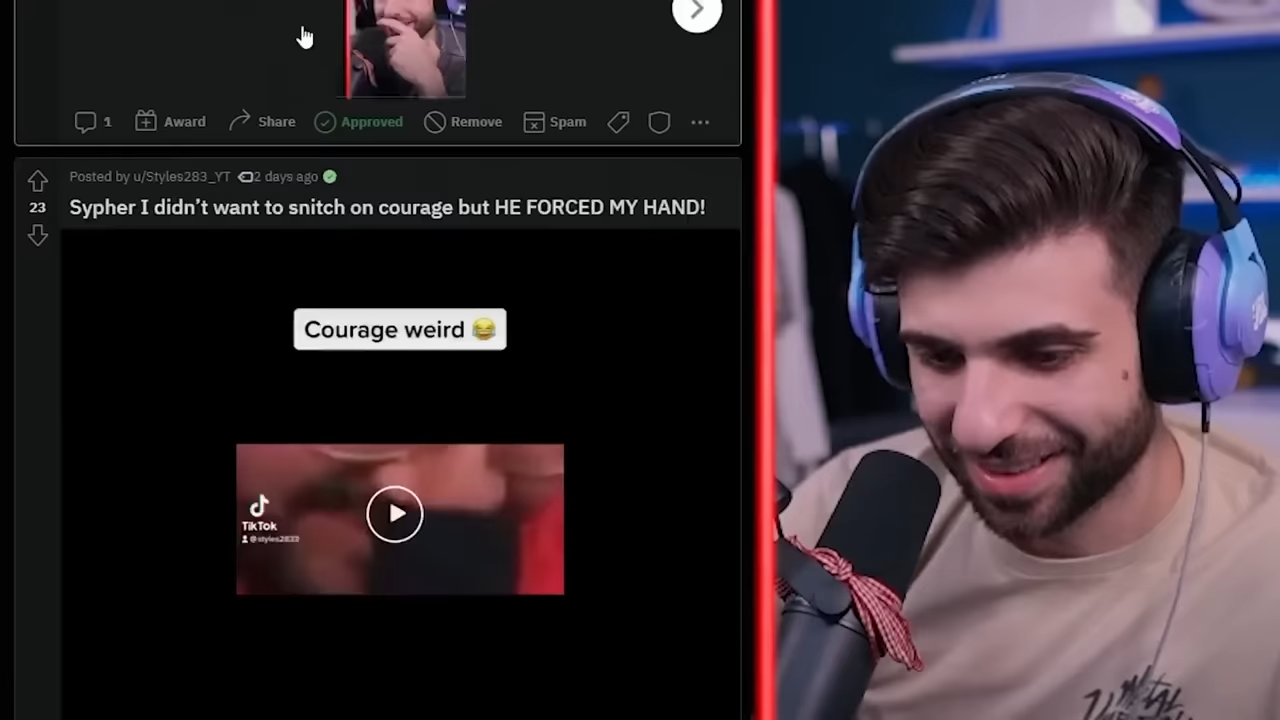 1 Award Share Approved Remove Spam
Posted by u/Styles283_YT 2 days ago
23
Sypher I didn’t want to snitch on courage but HE FORCED MY HAND!
Courage weird 😂
TikTok
@styles2833